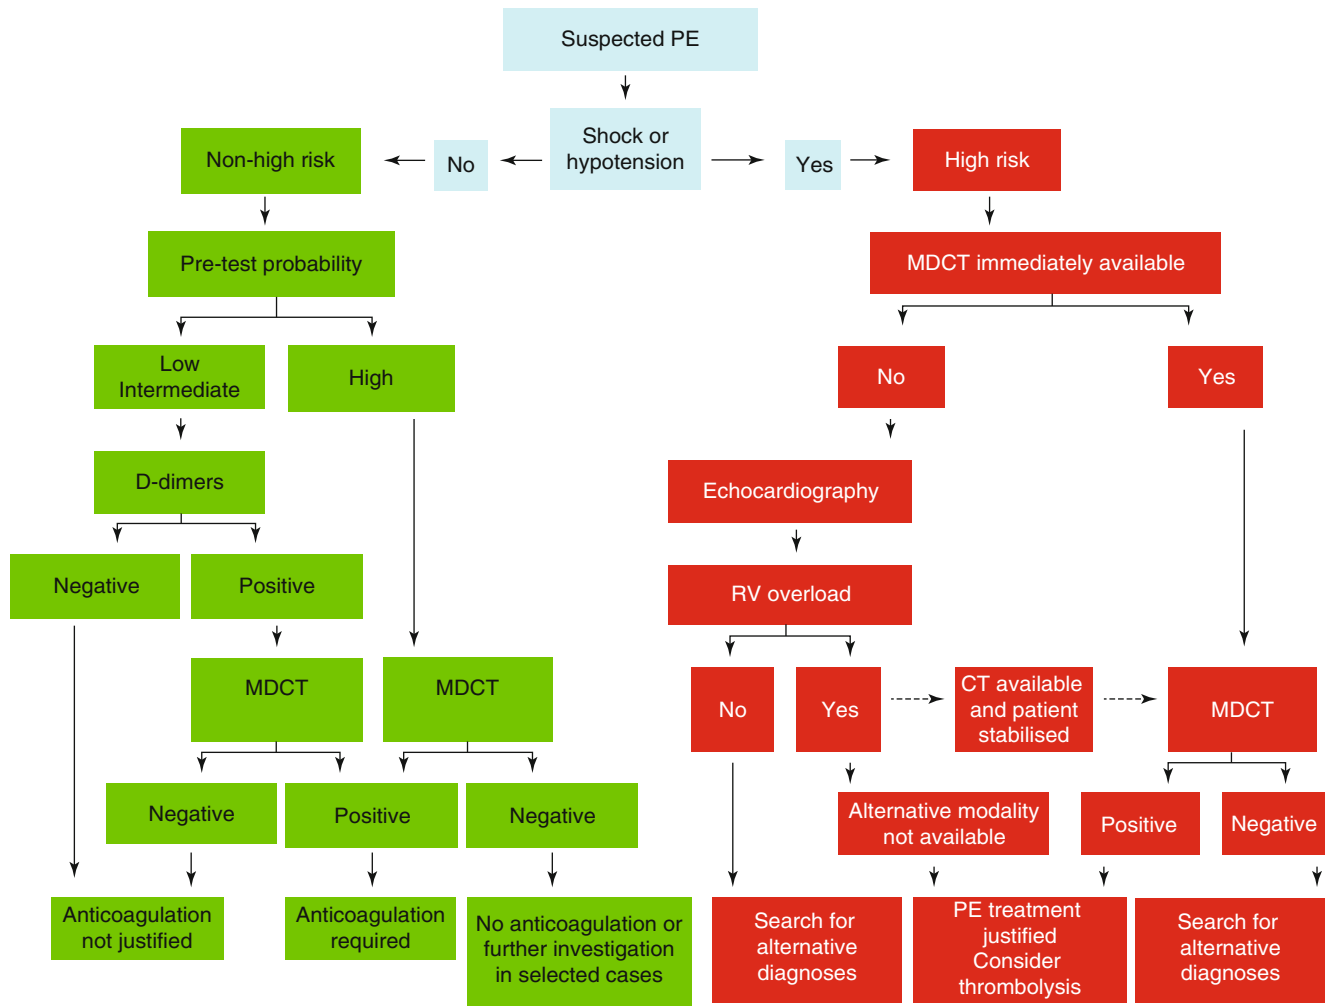 Suspected PE
Shock or
hypotension
No
Yes
Non-high risk
High risk
Pre-test probability
MDCT immediately available
Low
Intermediate
High
No
Yes
D-dimers
Echocardiography
Negative
Positive
RV overload
MDCT
MDCT
No
Yes
CT available
and patient
stabilised
MDCT
Negative
Positive
Negative
Alternative modality
not available
Positive
Negative
Anticoagulation
not justified
Anticoagulation
required
No anticoagulation or
further investigation
in selected cases
Search for
alternative
diagnoses
PE treatment
justified
Consider
thrombolysis
Search for
alternative
diagnoses